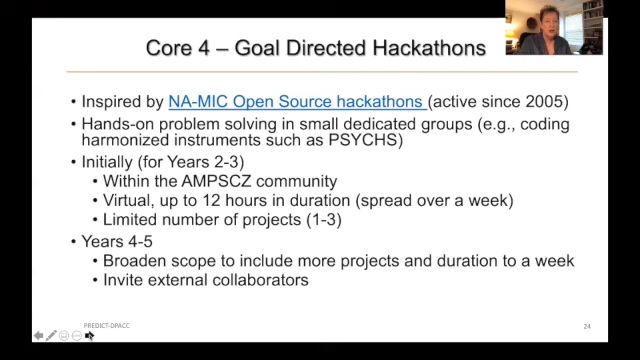 Core 4 – Goal Directed Hackathons
• Inspired by NA-MIC Open Source hackathons (active since 2005)
• Hands-on problem solving in small dedicated groups (e.g., coding
harmonized instruments such as PSYCHS)
• Initially (for Years 2-3)
• Within the AMPSCZ community
• Virtual, up to 12 hours in duration (spread over a week)
• Limited number of projects (1-3)
• Years 4-5
• Broaden scope to include more projects and duration to a week
• Invite external collaborators
PREDICT-DPACC
24